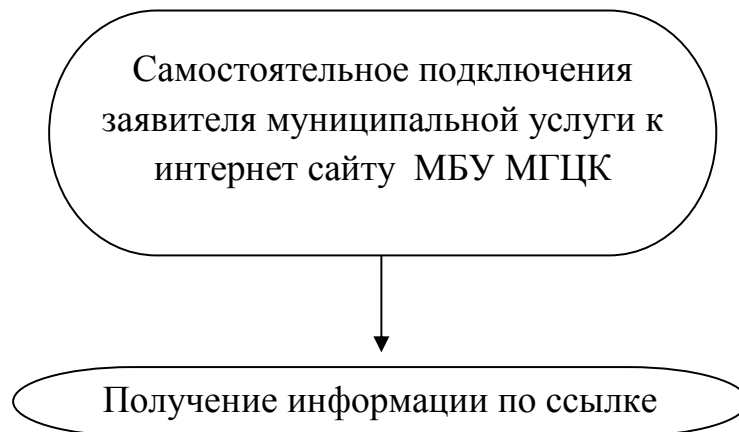 Самостоятельное подключения
заявителя муниципальной услуги к
интернет сайту МБУ МГЦК
Получение информации по ссылке